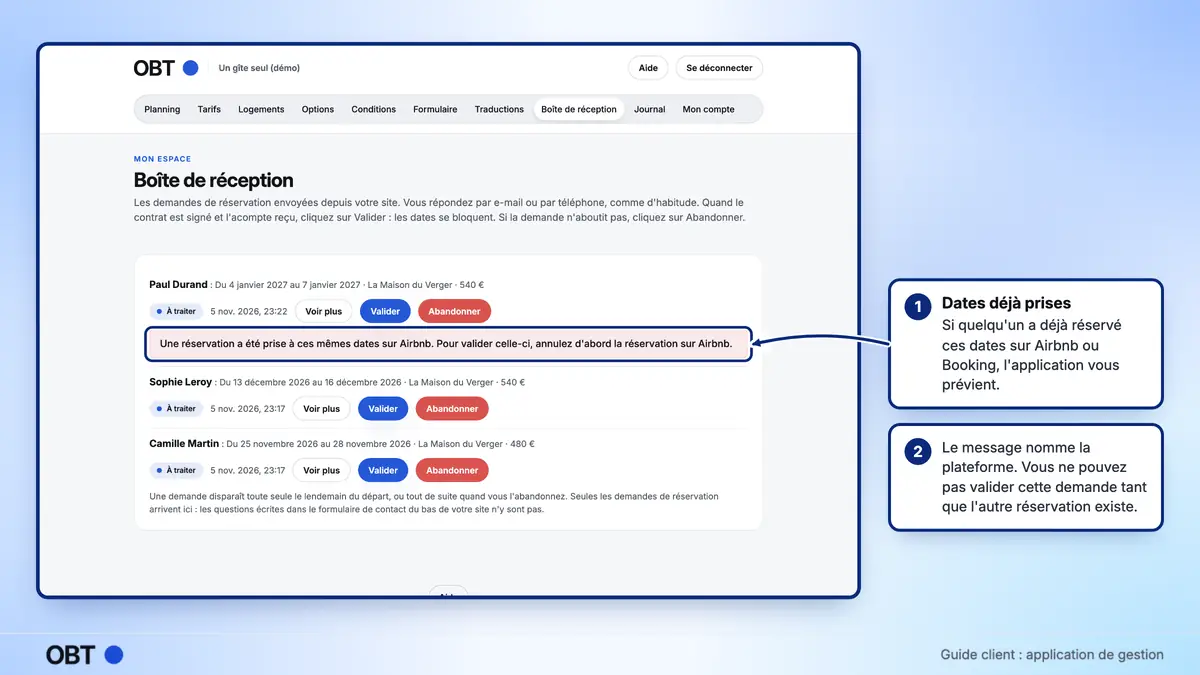 OBT
Un gîte seul (démo)
Aide
Se déconnecter
Planning
Tarifs
Logements
Options
Conditions
Formulaire
Traductions
Boîte de réception
Journal
Mon compte
MON ESPACE
Boîte de réception
Les demandes de réservation envoyées depuis votre site. Vous répondez par e-mail ou par téléphone, comme d'habitude. Quand le
contrat est signé et l'acompte reçu, cliquez sur Valider : les dates se bloquent. Si la demande n'aboutit pas, cliquez sur Abandonner.
Paul Durand : Du 4 janvier 2027 au 7 janvier 2027 · La Maison du Verger · 540 €
À traiter 5 nov. 2026, 23:22 Voir plus Valider Abandonner
Une réservation a été prise à ces mêmes dates sur Airbnb. Pour valider celle-ci, annulez d'abord la réservation sur Airbnb.
Sophie Leroy : Du 13 décembre 2026 au 16 décembre 2026 · La Maison du Verger · 540 €
À traiter 5 nov. 2026, 23:17 Voir plus Valider Abandonner
Camille Martin : Du 25 novembre 2026 au 28 novembre 2026 · La Maison du Verger · 480 €
À traiter 5 nov. 2026, 23:17 Voir plus Valider Abandonner
Une demande disparaît toute seule le lendemain du départ, ou tout de suite quand vous l'abandonnez. Seules les demandes de réservation
arrivent ici : les questions écrites dans le formulaire de contact du bas de votre site n'y sont pas.
1 Dates déjà prises
Si quelqu'un a déjà réservé
ces dates sur Airbnb ou
Booking, l'application vous
prévient.
2 Le message nomme la
plateforme. Vous ne pouvez
pas valider cette demande tant
que l'autre réservation existe.
OBT
Guide client : application de gestion